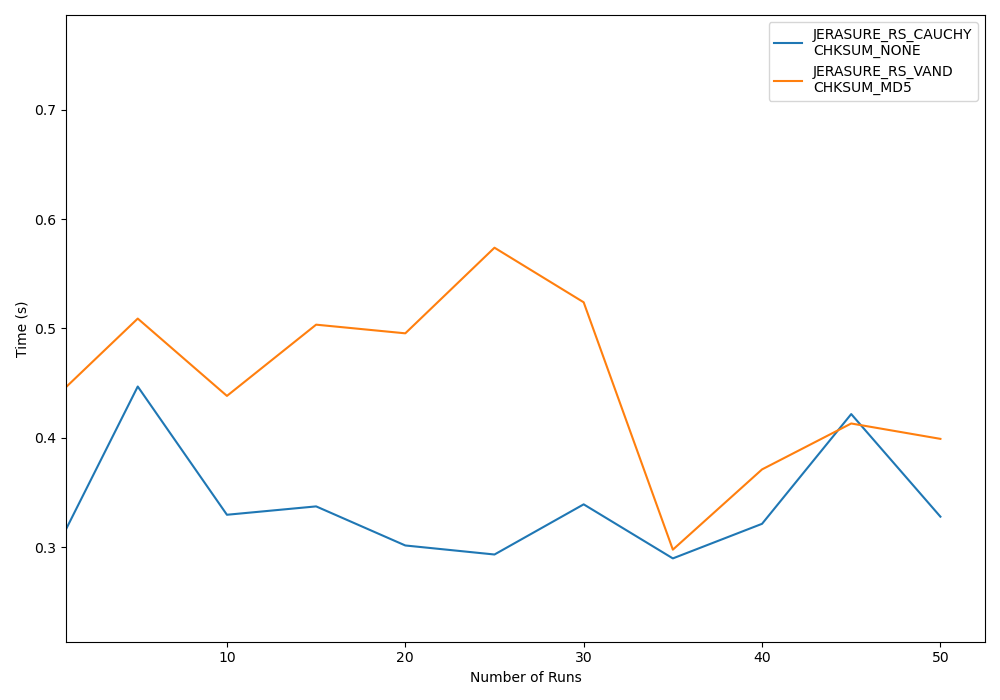 JERASURE_RS_CAUCHY
CHKSUM_NONE
JERASURE_RS_VAND
CHKSUM_MD5
0.7
0.6
0.5
0.4
0.3
Time (s)
10 20 30 40 50
Number of Runs